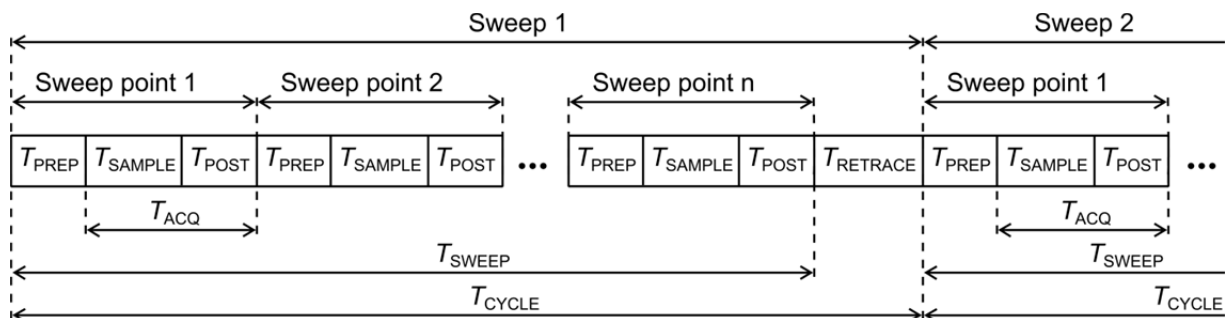 Sweep 1 Sweep 2
Sweep point 1 Sweep point 2 Sweep point n Sweep point 1
TPREP TSAMPLE TPOST TPREP TSAMPLE TPOST ... TPREP TSAMPLE TPOST TRETRACE TPREP TSAMPLE TPOST ...
TACQ TACQ
TSWEEP TSWEEP
TCYCLE TCYCLE